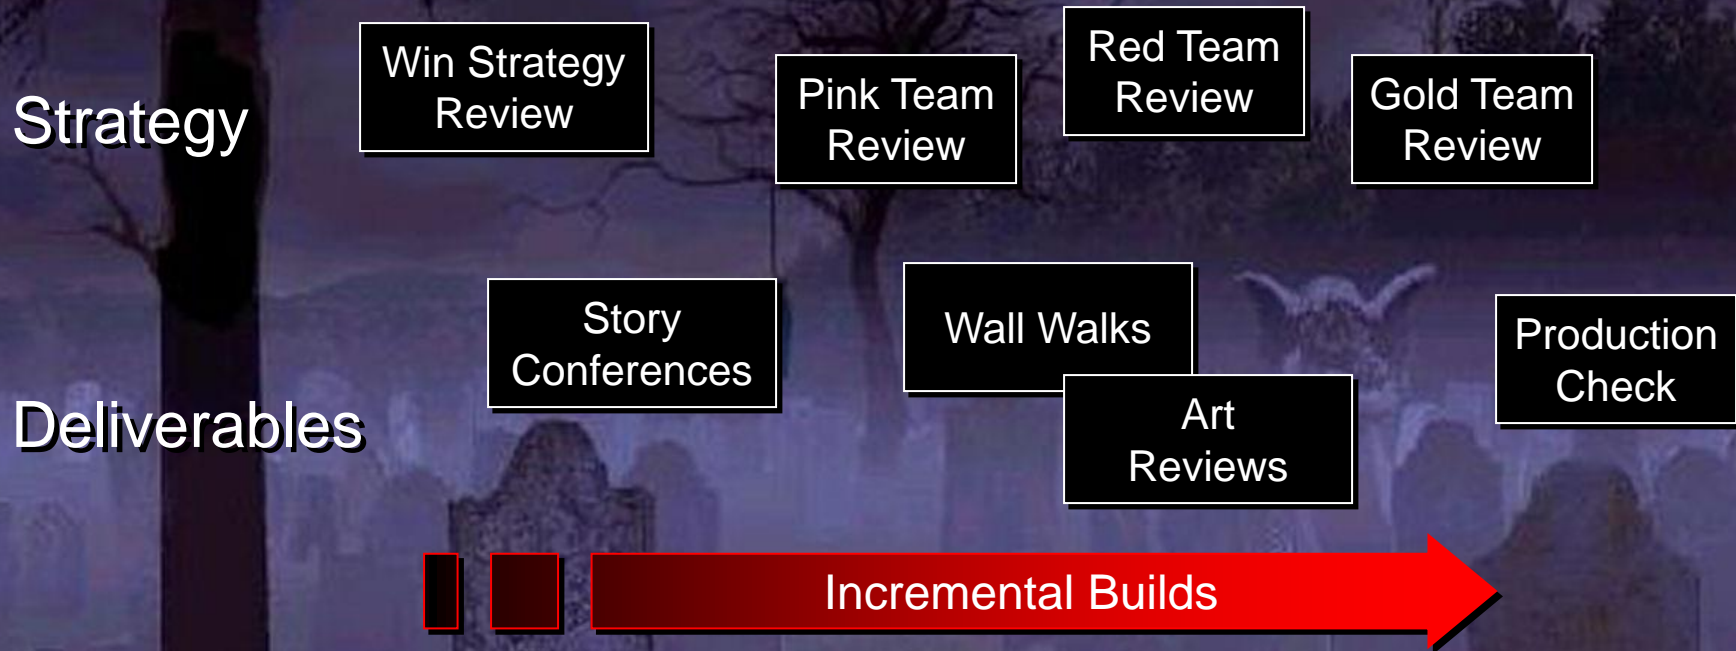 Strategy
Win Strategy
Review
Pink Team
Review
Red Team
Review
Gold Team
Review
Deliverables
Story
Conferences
Wall Walks
Art
Reviews
Production
Check
Incremental Builds